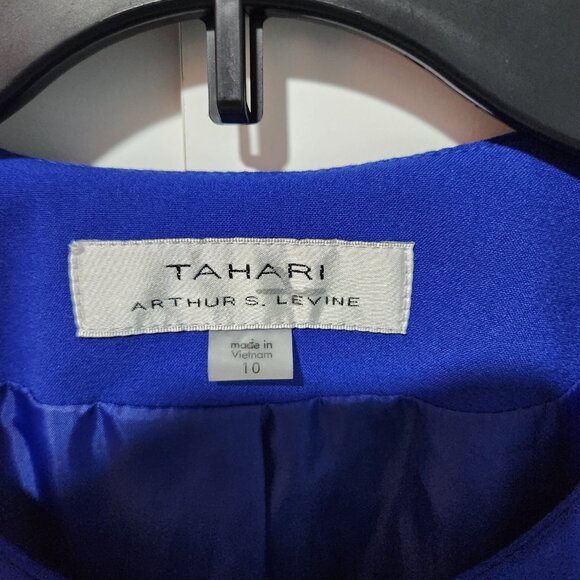 TAHARI
ARTHUR S. LEVINE
made in
Vietnam
10